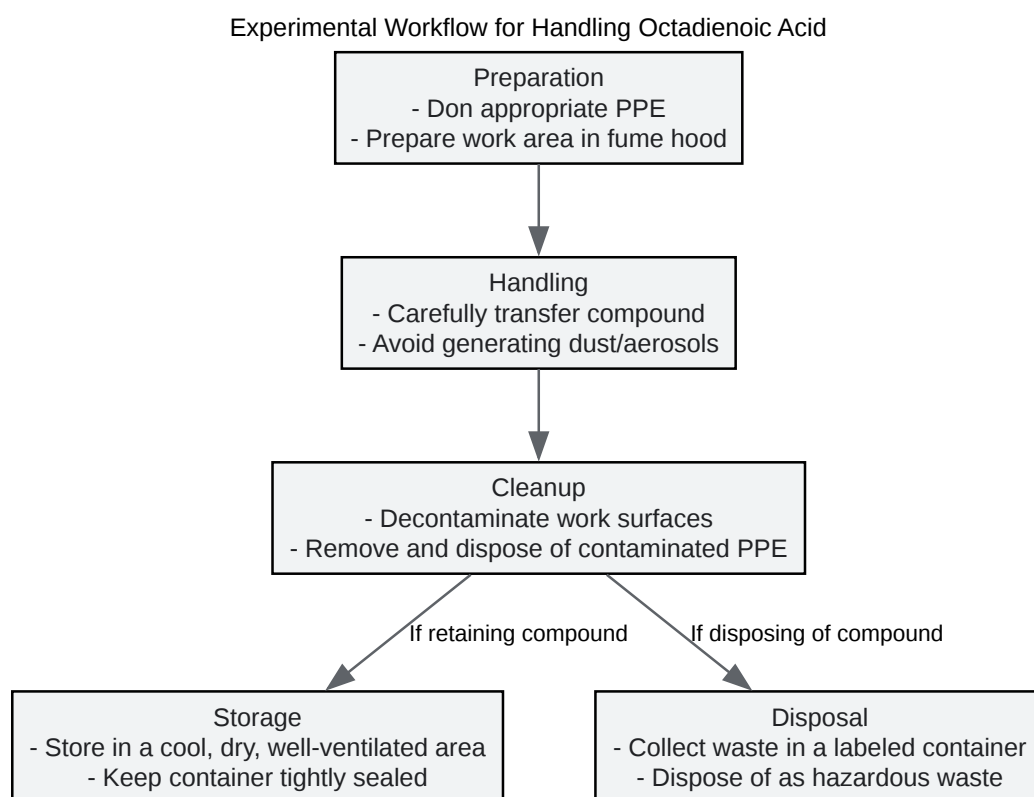 Experimental Workflow for Handling Octadienoic Acid
Preparation
- Don appropriate PPE
- Prepare work area in fume hood
Handling
- Carefully transfer compound
- Avoid generating dust/aerosols
Cleanup
- Decontaminate work surfaces
- Remove and dispose of contaminated PPE
If retaining compound
If disposing of compound
Storage
- Store in a cool, dry, well-ventilated area
- Keep container tightly sealed
Disposal
- Collect waste in a labeled container
- Dispose of as hazardous waste